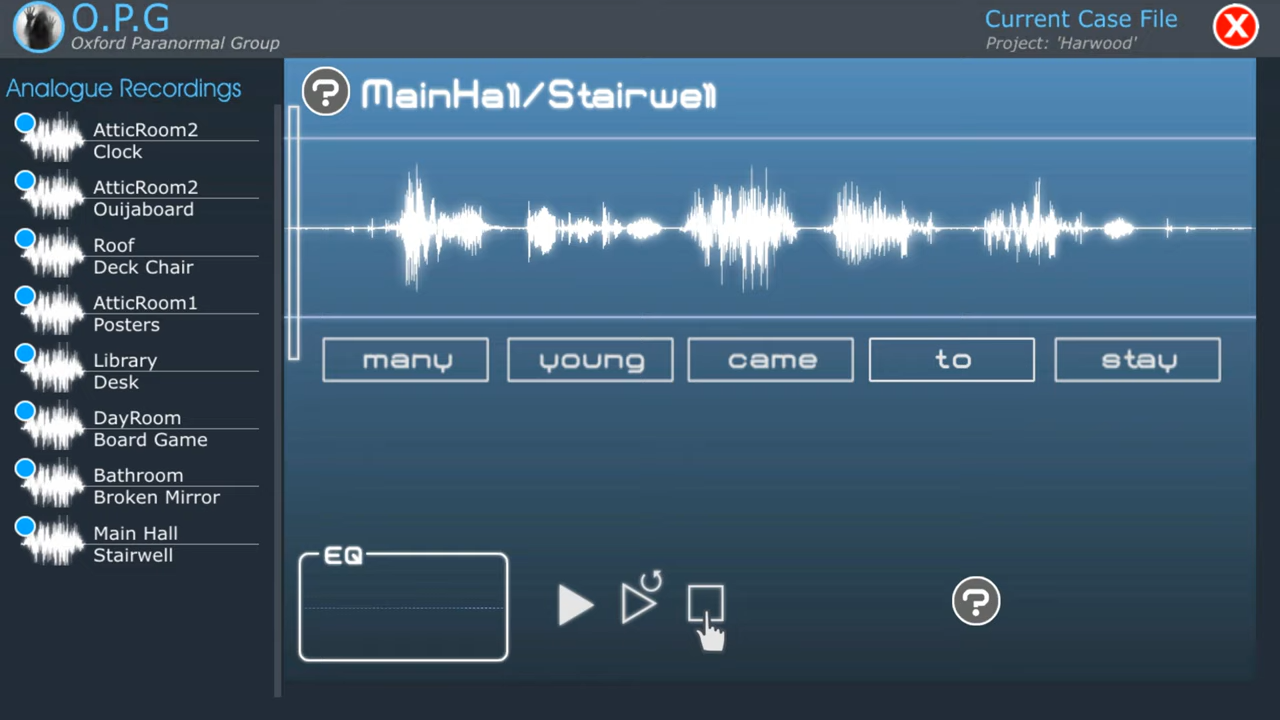 O.P.G
Oxford Paranormal Group
Current Case File
Project: 'Harwood'
X
Analogue Recordings
AtticRoom2
Clock
AtticRoom2
Ouijaboard
Roof
Deck Chair
AtticRoom1
Posters
Library
Desk
DayRoom
Board Game
Bathroom
Broken Mirror
Main Hall
Stairwell
? MainHall/Stairwell
many young came to stay
EQ
?